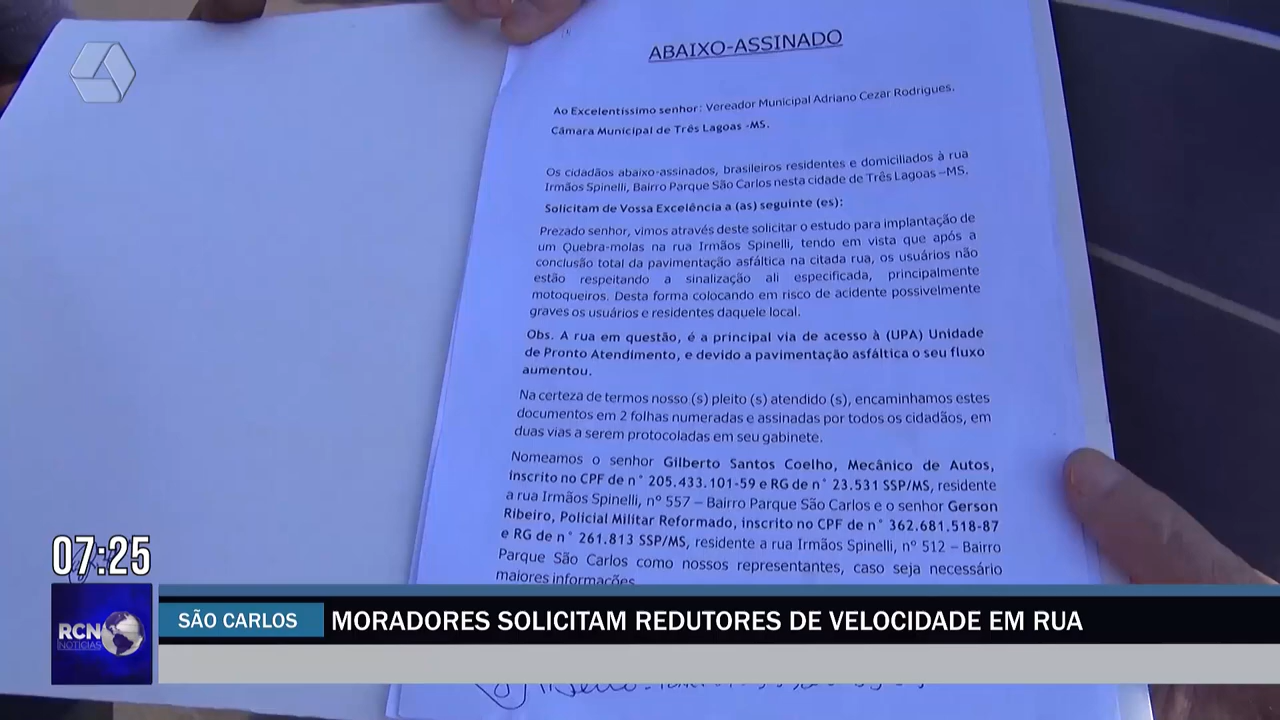 ABAIXO-ASSINADO
Ao Excelentíssimo senhor: Vereador Municipal Adriano Cezar Rodrigues.
Câmara Municipal de Três Lagoas -MS.
Os cidadãos abaixo-assinados, brasileiros residentes e domiciliados à rua
Irmãos Spinelli, Bairro Parque São Carlos nesta cidade de Três Lagoas –MS.
Solicitam de Vossa Excelência a (as) seguinte (es):
Prezado senhor, vimos através deste solicitar o estudo para implantação de
um Quebra-molas na rua Irmãos Spinelli, tendo em vista que após a
conclusão total da pavimentação asfáltica na citada rua, os usuários não
estão respeitando a sinalização ali especificada, principalmente
motoqueiros. Desta forma colocando em risco de acidente possivelmente
graves os usuários e residentes daquele local.
Obs. A rua em questão, é a principal via de acesso à (UPA) Unidade
de Pronto Atendimento, e devido a pavimentação asfáltica o seu fluxo
aumentou.
Na certeza de termos nosso (s) pleito (s) atendido (s), encaminhamos estes
documentos em 2 folhas numeradas e assinadas por todos os cidadãos, em
duas vias a serem protocoladas em seu gabinete.
Nomeamos o senhor Gilberto Santos Coelho, Mecânico de Autos,
inscrito no CPF de n° 205.433.101-59 e RG de n° 23.531 SSP/MS, residente
a rua Irmãos Spinelli, nº 557 – Bairro Parque São Carlos e o senhor Gerson
Ribeiro, Policial Militar Reformado, inscrito no CPF de n° 362.681.518-87
e RG de n° 261.813 SSP/MS, residente a rua Irmãos Spinelli, nº 512 – Bairro
Parque São Carlos como nossos representantes, caso seja necessário
maiores informações.
07:25
RCN
NOTÍCIAS
SÃO CARLOS
MORADORES SOLICITAM REDUTORES DE VELOCIDADE EM RUA